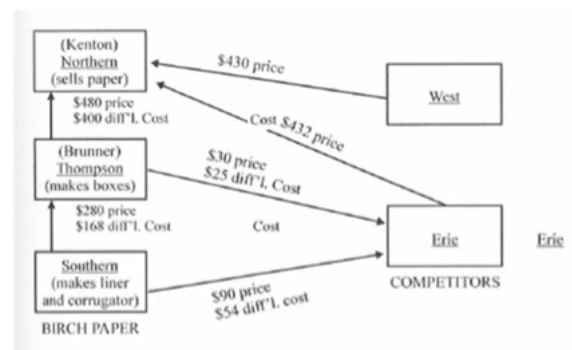 (Kenton)
Northern
(sells paper)
$430 price
West
$480 price
$400 diff'l. Cost
Cost $432 price
(Brunner)
Thompson
(makes boxes)
$30 price
$25 diff'l. Cost
$280 price
$168 diff'l. Cost
Cost
Erie
Erie
Southern
(makes liner
and corrugator)
$90 price
$54 diff'l. cost
COMPETITORS
BIRCH PAPER